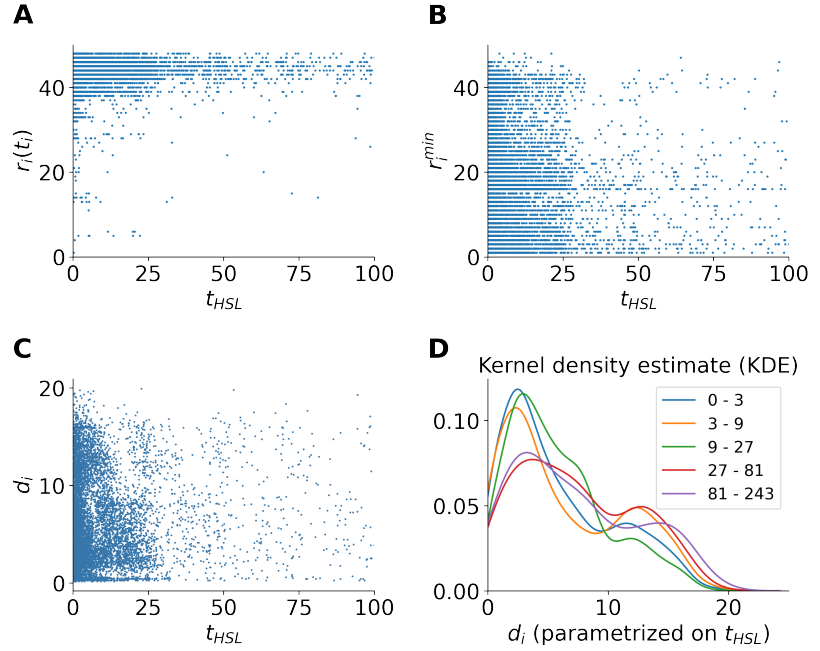 A
B
40
20
0
r_i(t_i)
0 25 50 75 100
t_HSL
40
20
0
r_i^min
0 25 50 75 100
t_HSL
C
D
20
10
0
d_i
0 25 50 75 100
t_HSL
Kernel density estimate (KDE)
0 - 3
3 - 9
9 - 27
27 - 81
81 - 243
0.10
0.05
0.00
0 10 20
d_i (parametrized on t_HSL)